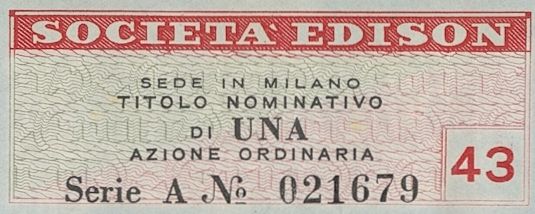 SOCIETA' EDISON
SEDE IN MILANO
TITOLO NOMINATIVO
DI UNA
AZIONE ORDINARIA
43
Serie A No 021679